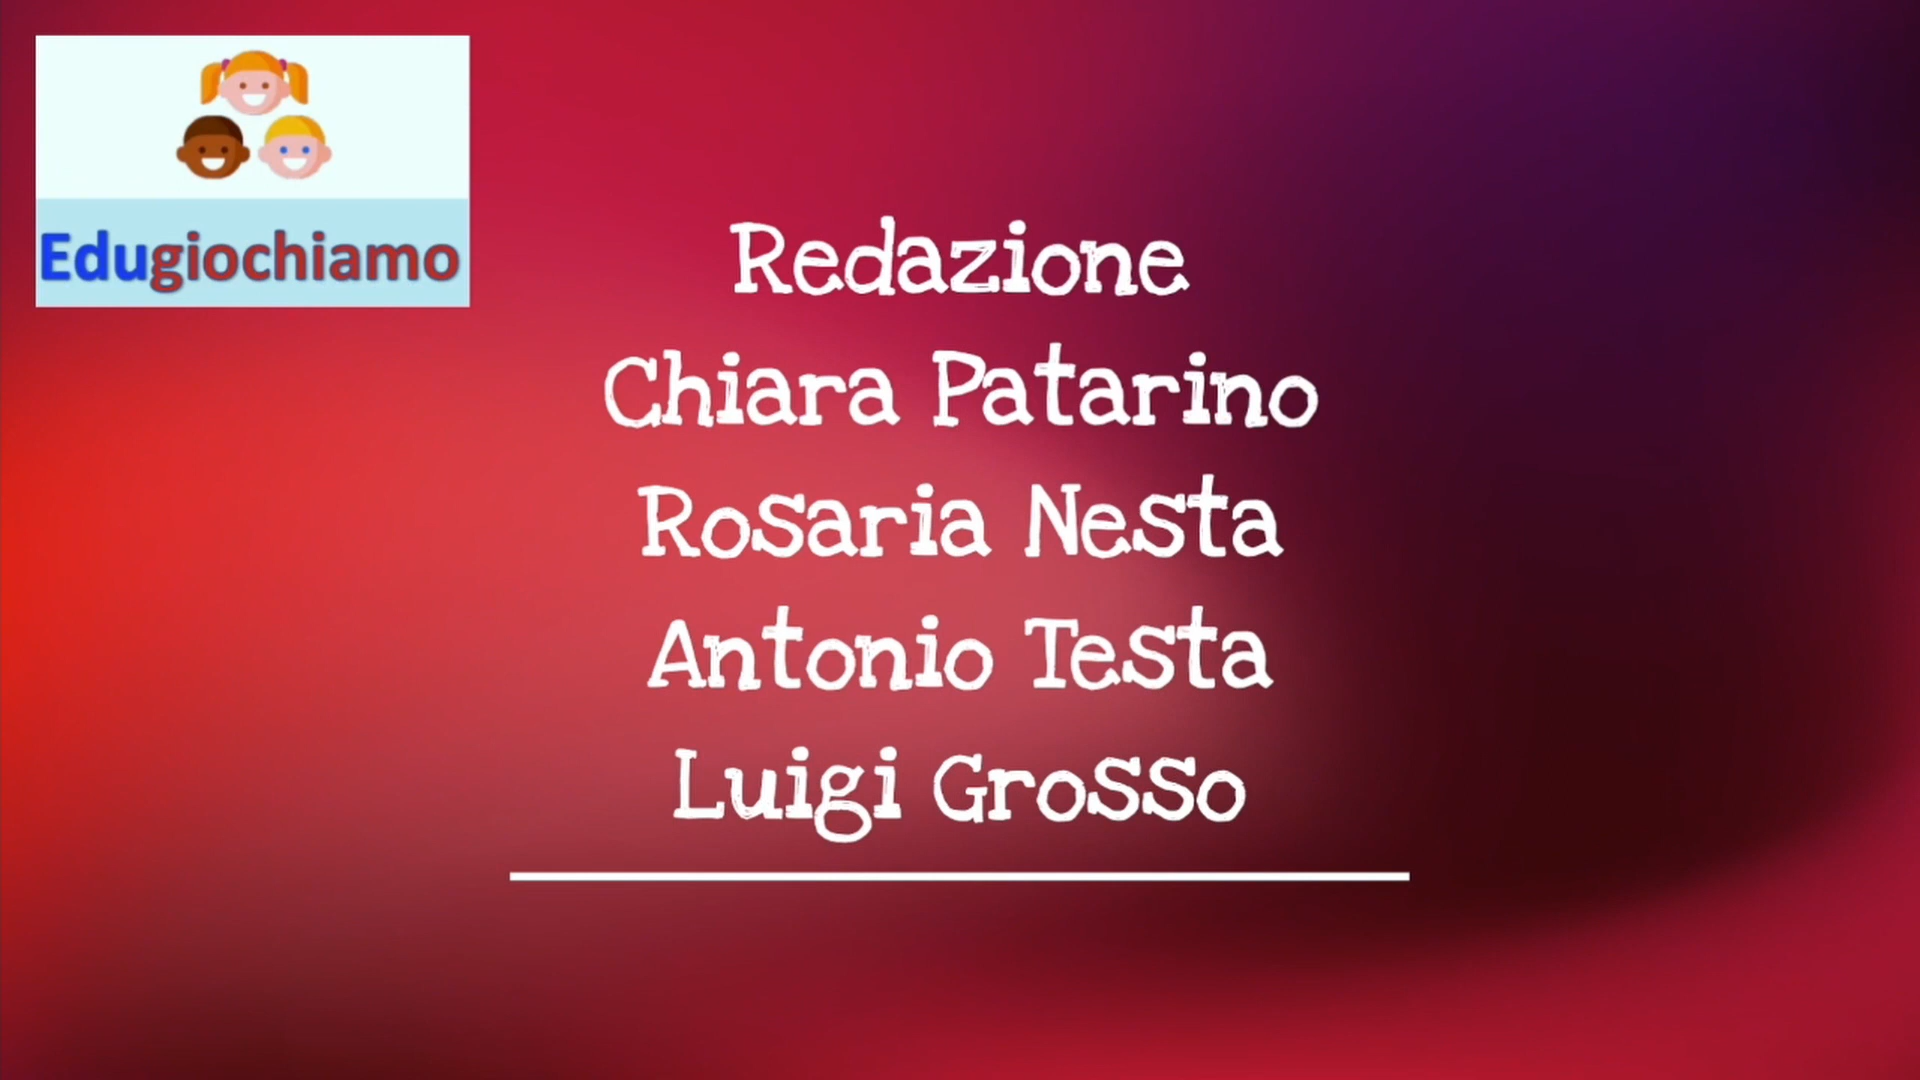 Edugiochiamo
Redazione
Chiara Patarino
Rosaria Nesta
Antonio Testa
Luigi Grosso